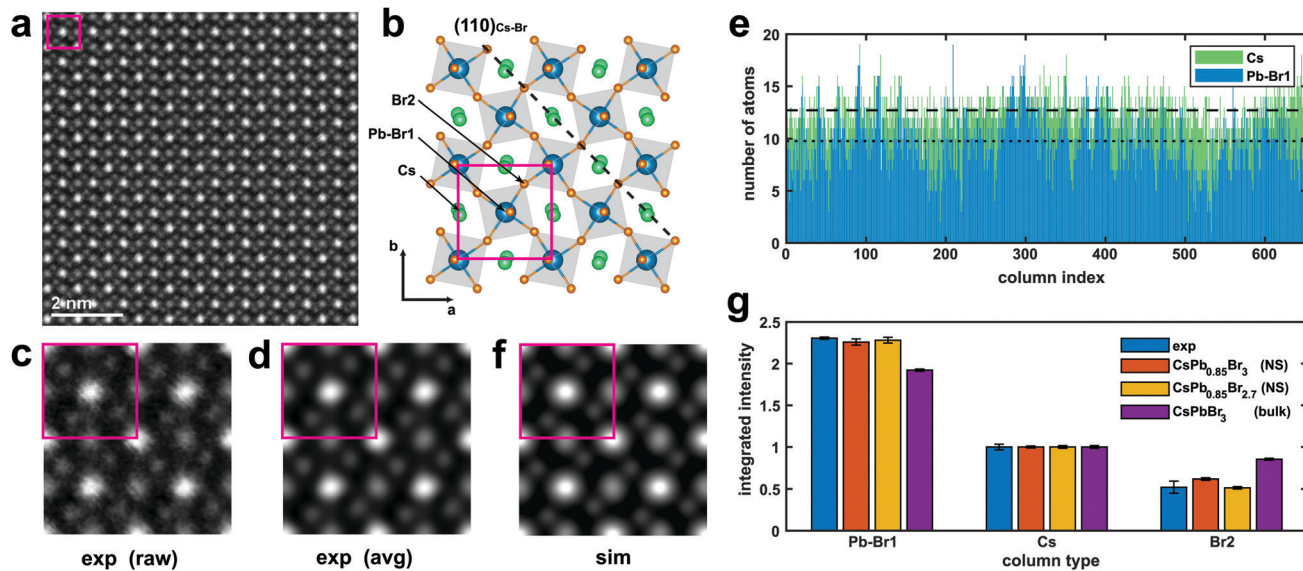 a
2 nm
b
(110)Cs-Br
Br2
Pb-Br1
Cs
b
a
c
exp (raw)
d
exp (avg)
f
sim
e
number of atoms
20
15
10
5
0
Cs
Pb-Br1
0 100 200 300 400 500 600
column index
g
integrated intensity
2.5
2
1.5
1
0.5
0
exp
CsPb0.85Br3 (NS)
CsPb0.85Br2.7 (NS)
CsPbBr3 (bulk)
Pb-Br1 Cs Br2
column type